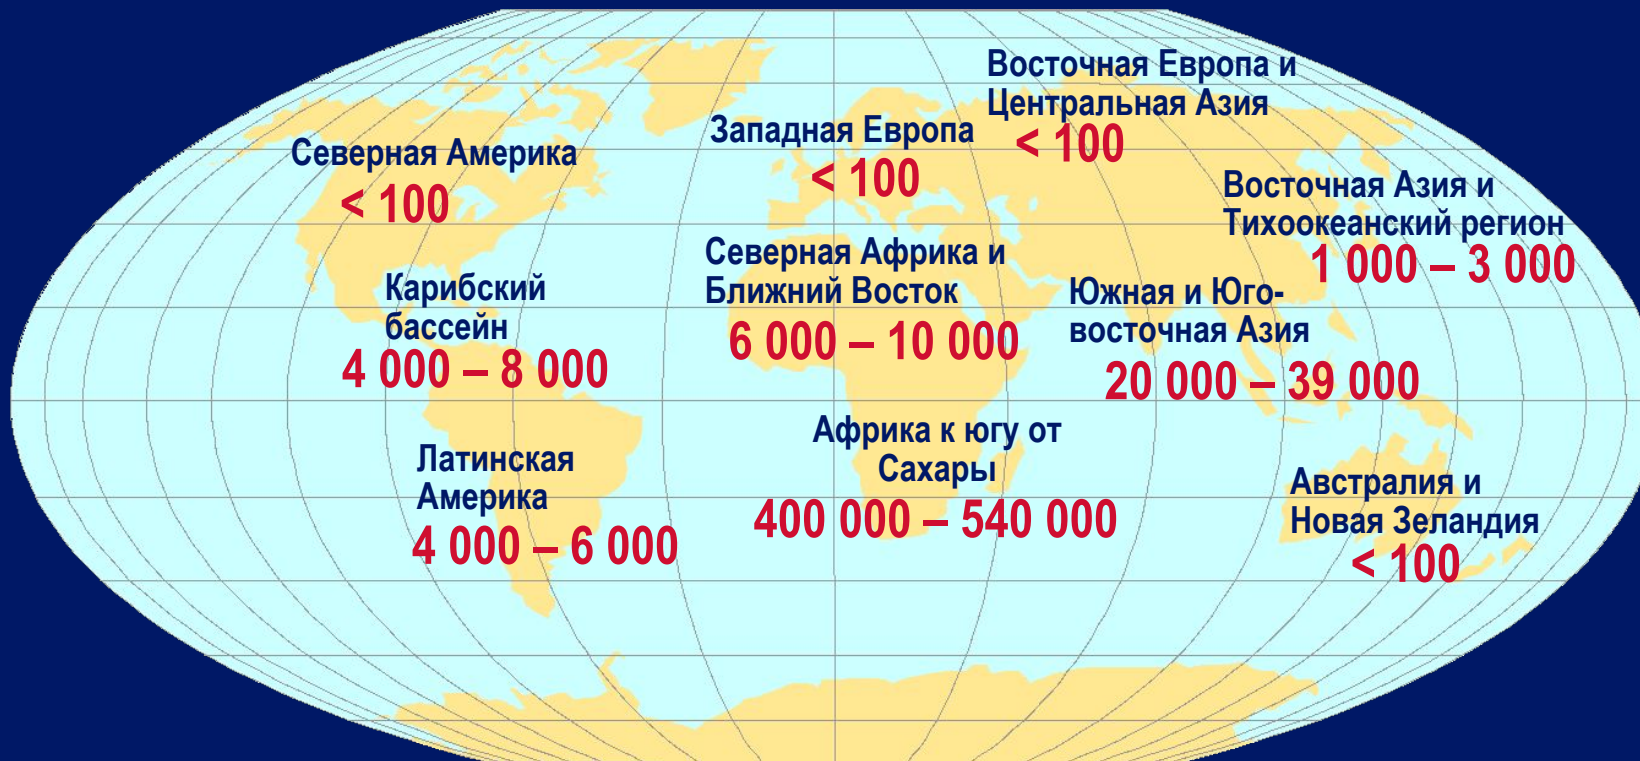 Восточная Европа и
Центральная Азия
< 100
Западная Европа
< 100
Северная Америка
< 100
Восточная Азия и
Тихоокеанский регион
1 000 – 3 000
Северная Африка и
Ближний Восток
6 000 – 10 000
Карибский
бассейн
4 000 – 8 000
Южная и Юго-
восточная Азия
20 000 – 39 000
Африка к югу от
Сахары
400 000 – 540 000
Латинская
Америка
4 000 – 6 000
Австралия и
Новая Зеландия
< 100